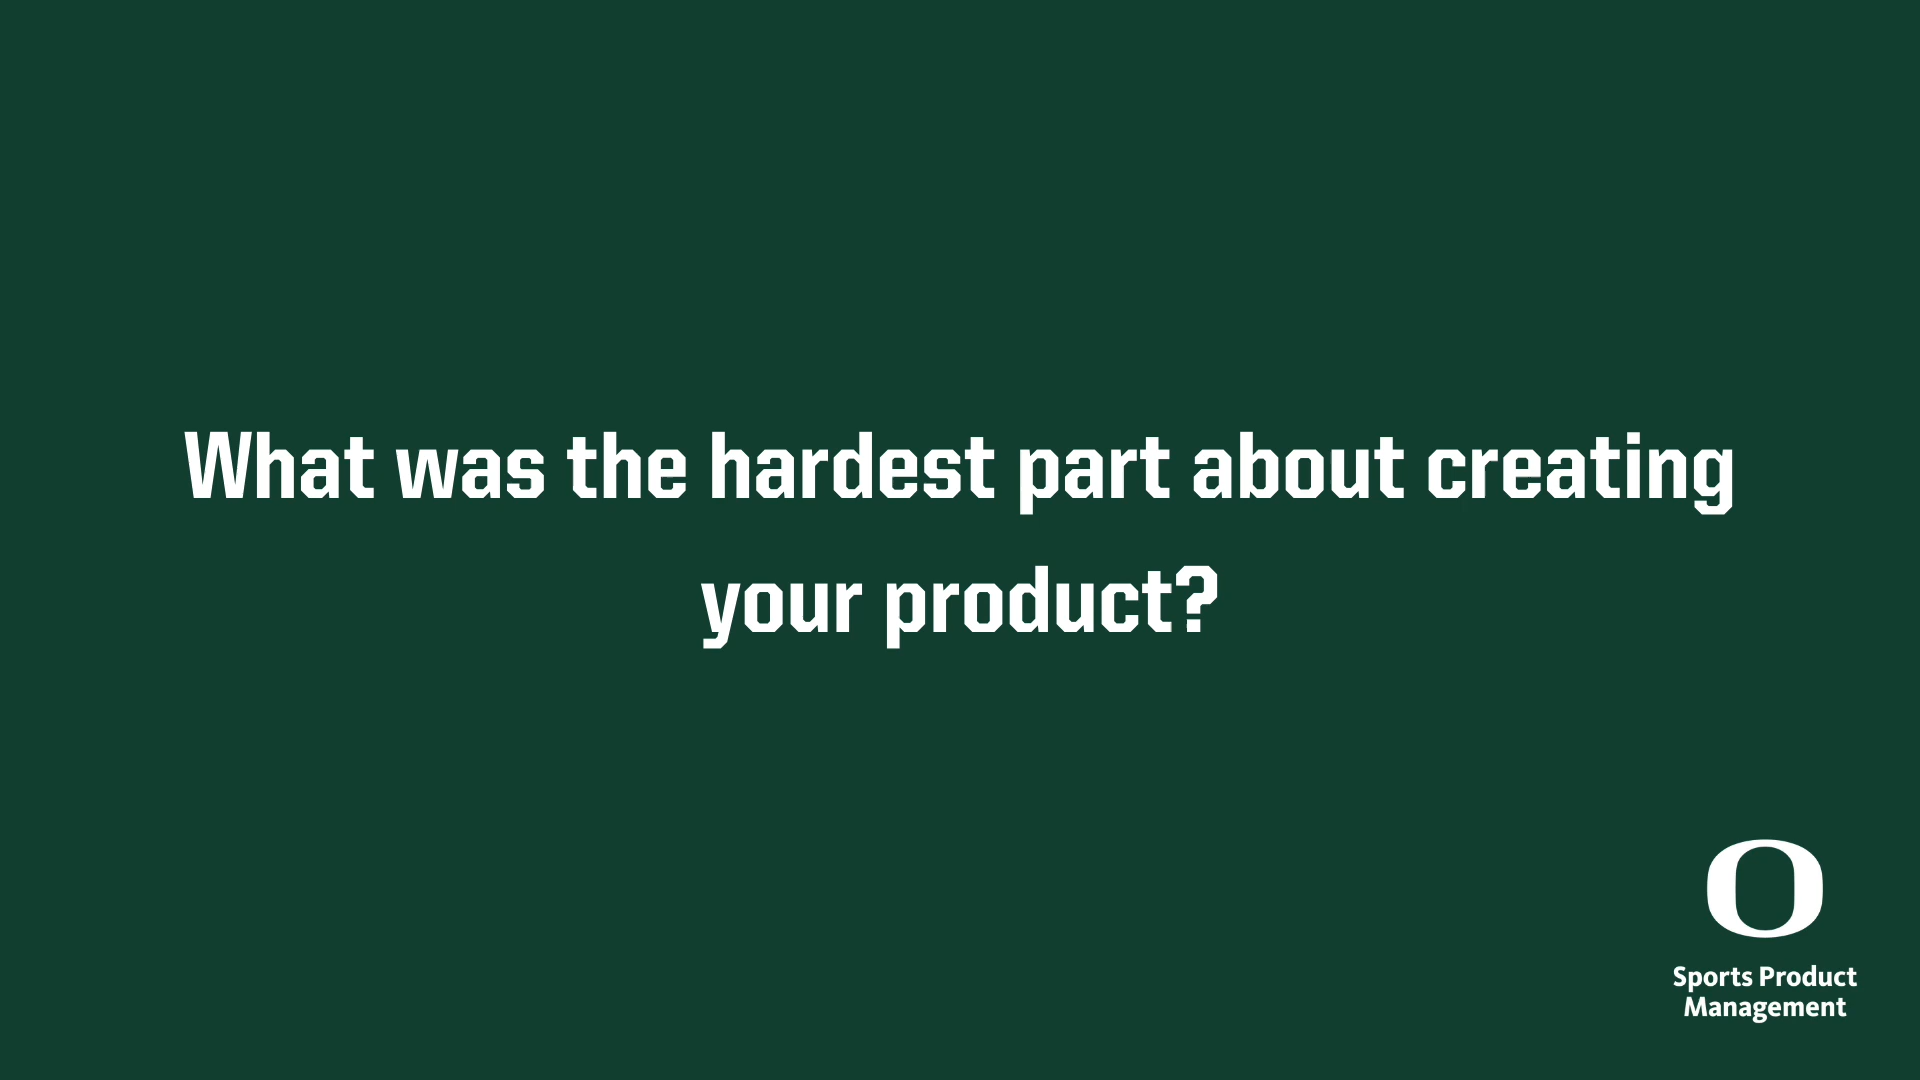 What was the hardest part about creating
your product?
O
Sports Product
Management